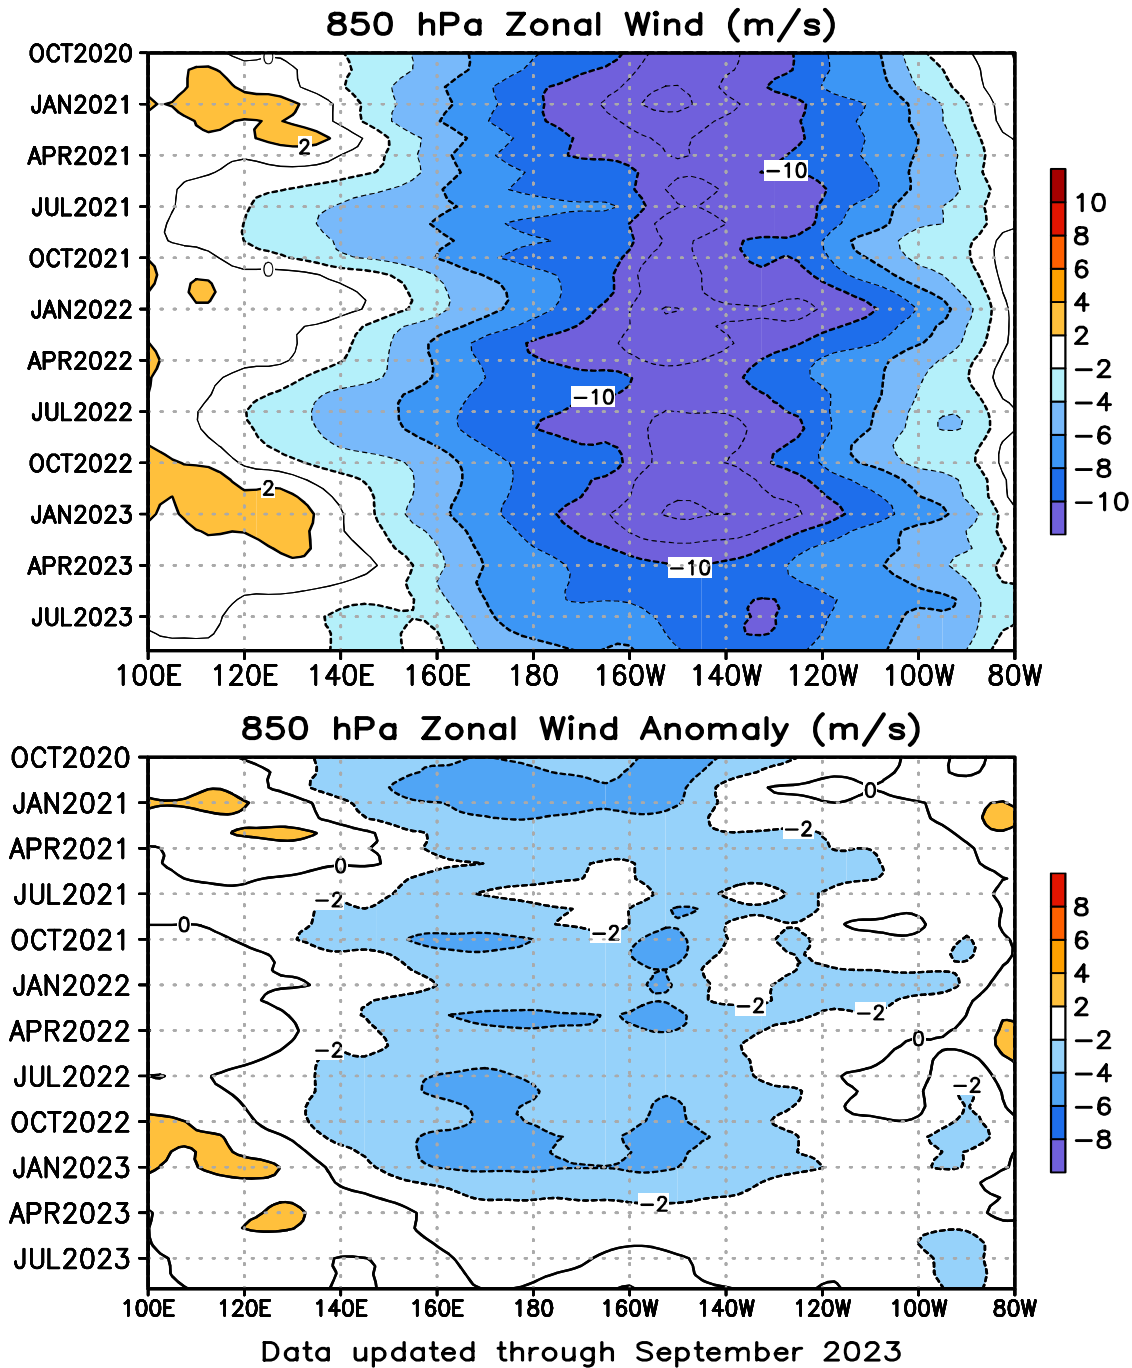 850 hPa Zonal Wind (m/s)
OCT2020
JAN2021
APR2021
JUL2021
OCT2021
JAN2022
APR2022
JUL2022
OCT2022
JAN2023
APR2023
JUL2023
0
2
-10
0
-10
2
-10
100E 120E 140E 160E 180 160W 140W 120W 100W 80W
10
8
6
4
2
-2
-4
-6
-8
-10
850 hPa Zonal Wind Anomaly (m/s)
OCT2020
JAN2021
APR2021
JUL2021
OCT2021
JAN2022
APR2022
JUL2022
OCT2022
JAN2023
APR2023
JUL2023
0
-2
0
-2
0
-2
-2
-2
0
-2
-2
-2
100E 120E 140E 160E 180 160W 140W 120W 100W 80W
8
6
4
2
-2
-4
-6
-8
Data updated through September 2023